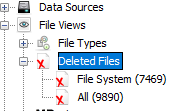 Data Sources
File Views
File Types
Deleted Files
File System (7469)
All (9890)